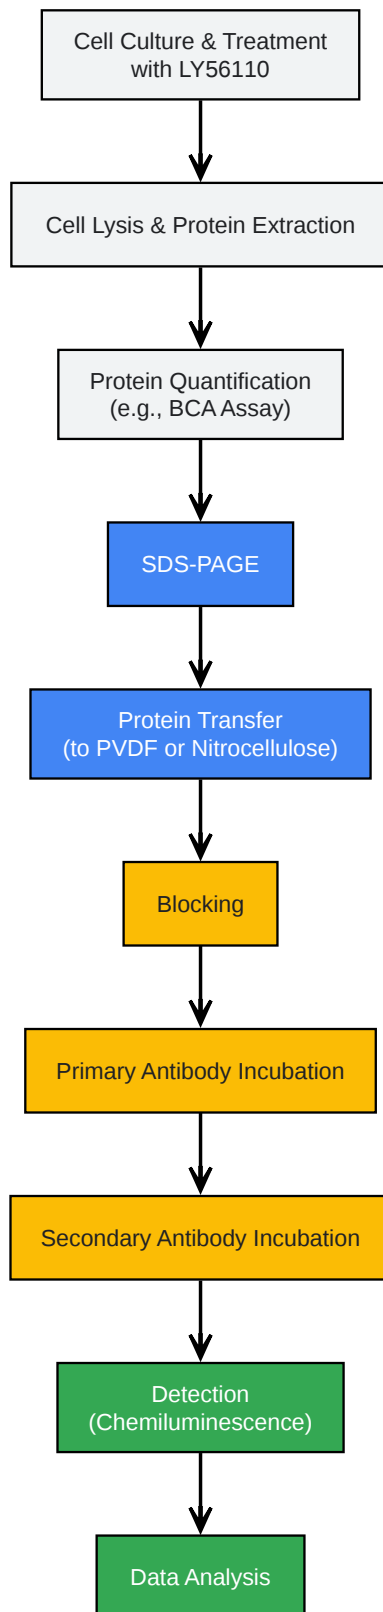 Cell Culture & Treatment
with LY56110
Cell Lysis & Protein Extraction
Protein Quantification
(e.g., BCA Assay)
SDS-PAGE
Protein Transfer
(to PVDF or Nitrocellulose)
Blocking
Primary Antibody Incubation
Secondary Antibody Incubation
Detection
(Chemiluminescence)
Data Analysis